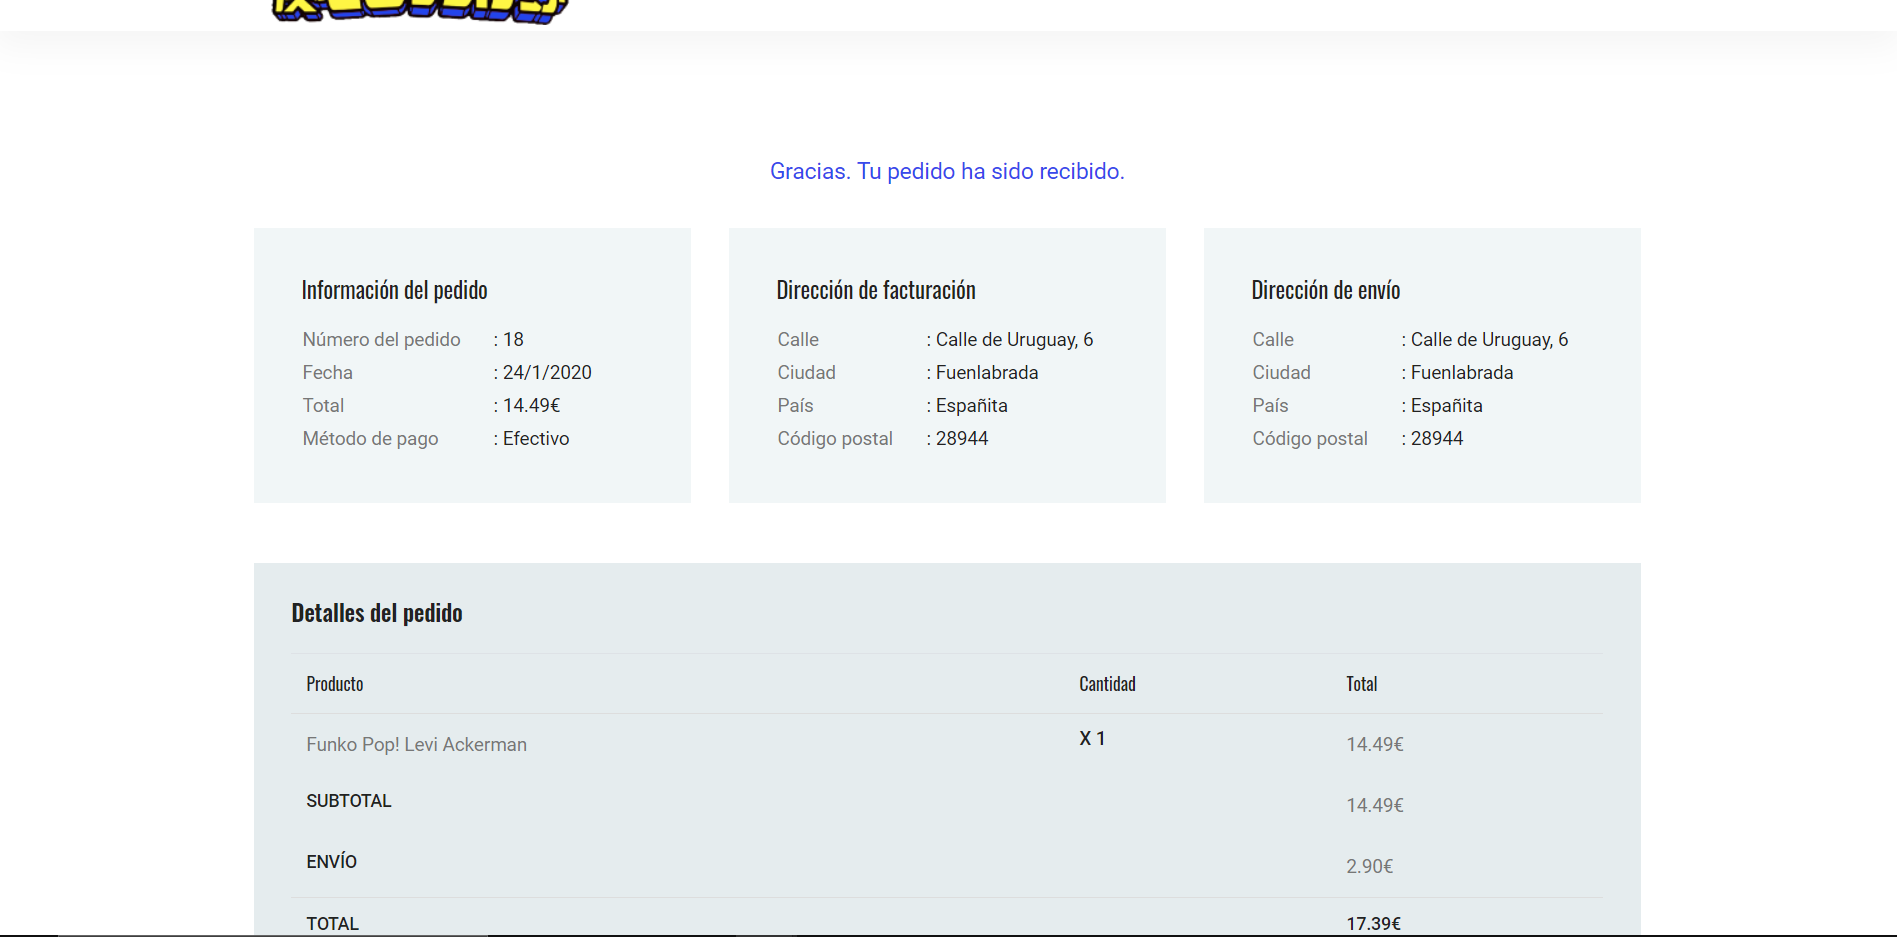 Gracias. Tu pedido ha sido recibido.
Información del pedido
Número del pedido : 18
Fecha : 24/1/2020
Total : 14.49€
Método de pago : Efectivo
Dirección de facturación
Calle : Calle de Uruguay, 6
Ciudad : Fuenlabrada
País : Españita
Código postal : 28944
Dirección de envío
Calle : Calle de Uruguay, 6
Ciudad : Fuenlabrada
País : Españita
Código postal : 28944
Detalles del pedido
Producto Cantidad Total
Funko Pop! Levi Ackerman X 1 14.49€
SUBTOTAL 14.49€
ENVÍO 2.90€
TOTAL 17.39€